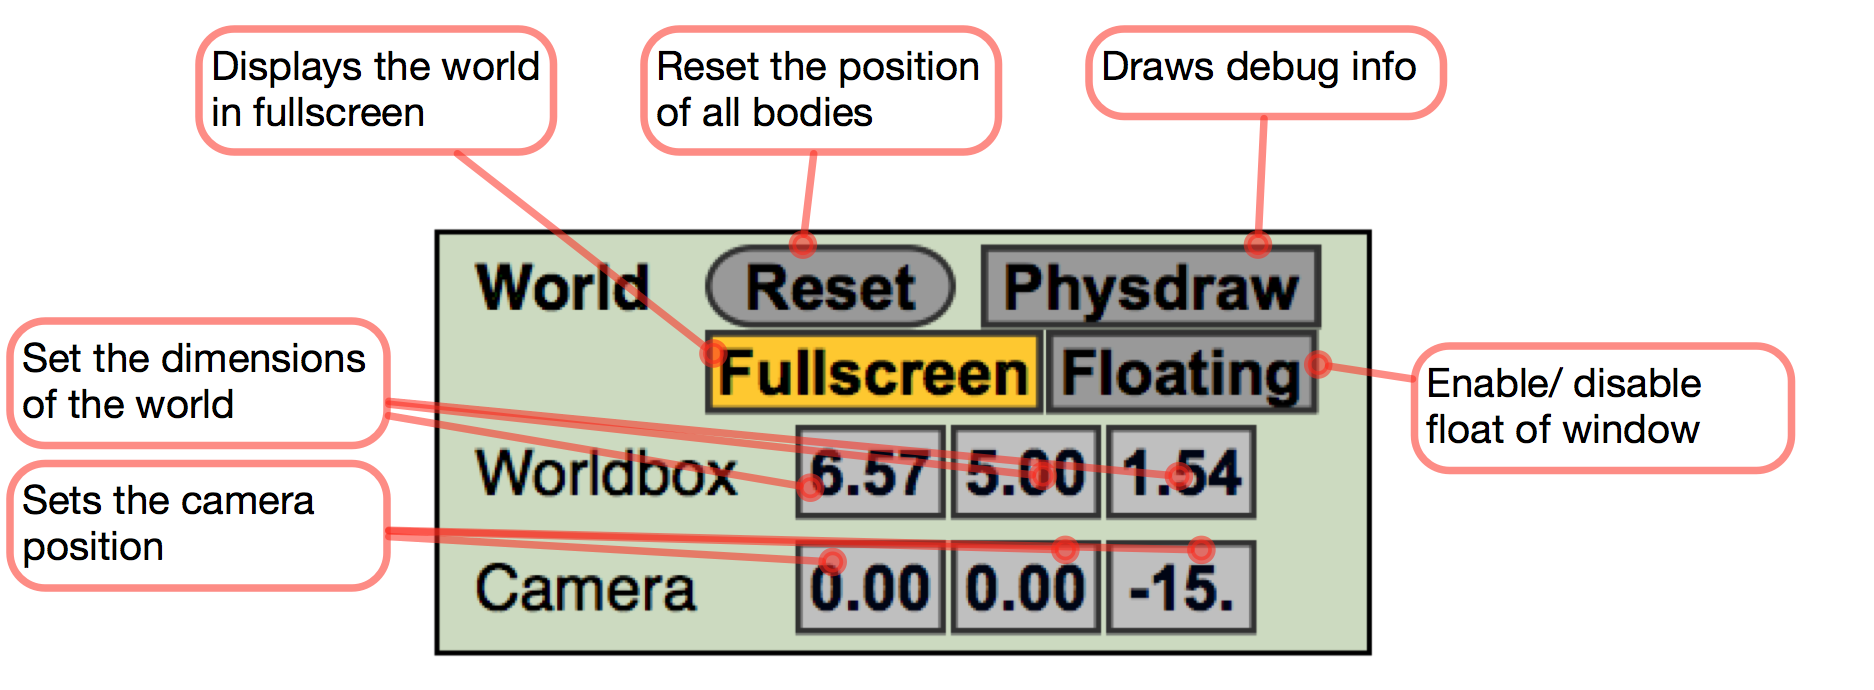 Displays the world
in fullscreen
Reset the position
of all bodies
Draws debug info
World Reset Physdraw
Fullscreen Floating
Set the dimensions
of the world
Enable/ disable
float of window
Worldbox 6.57 5.00 1.54
Sets the camera
position
Camera 0.00 0.00 -15.